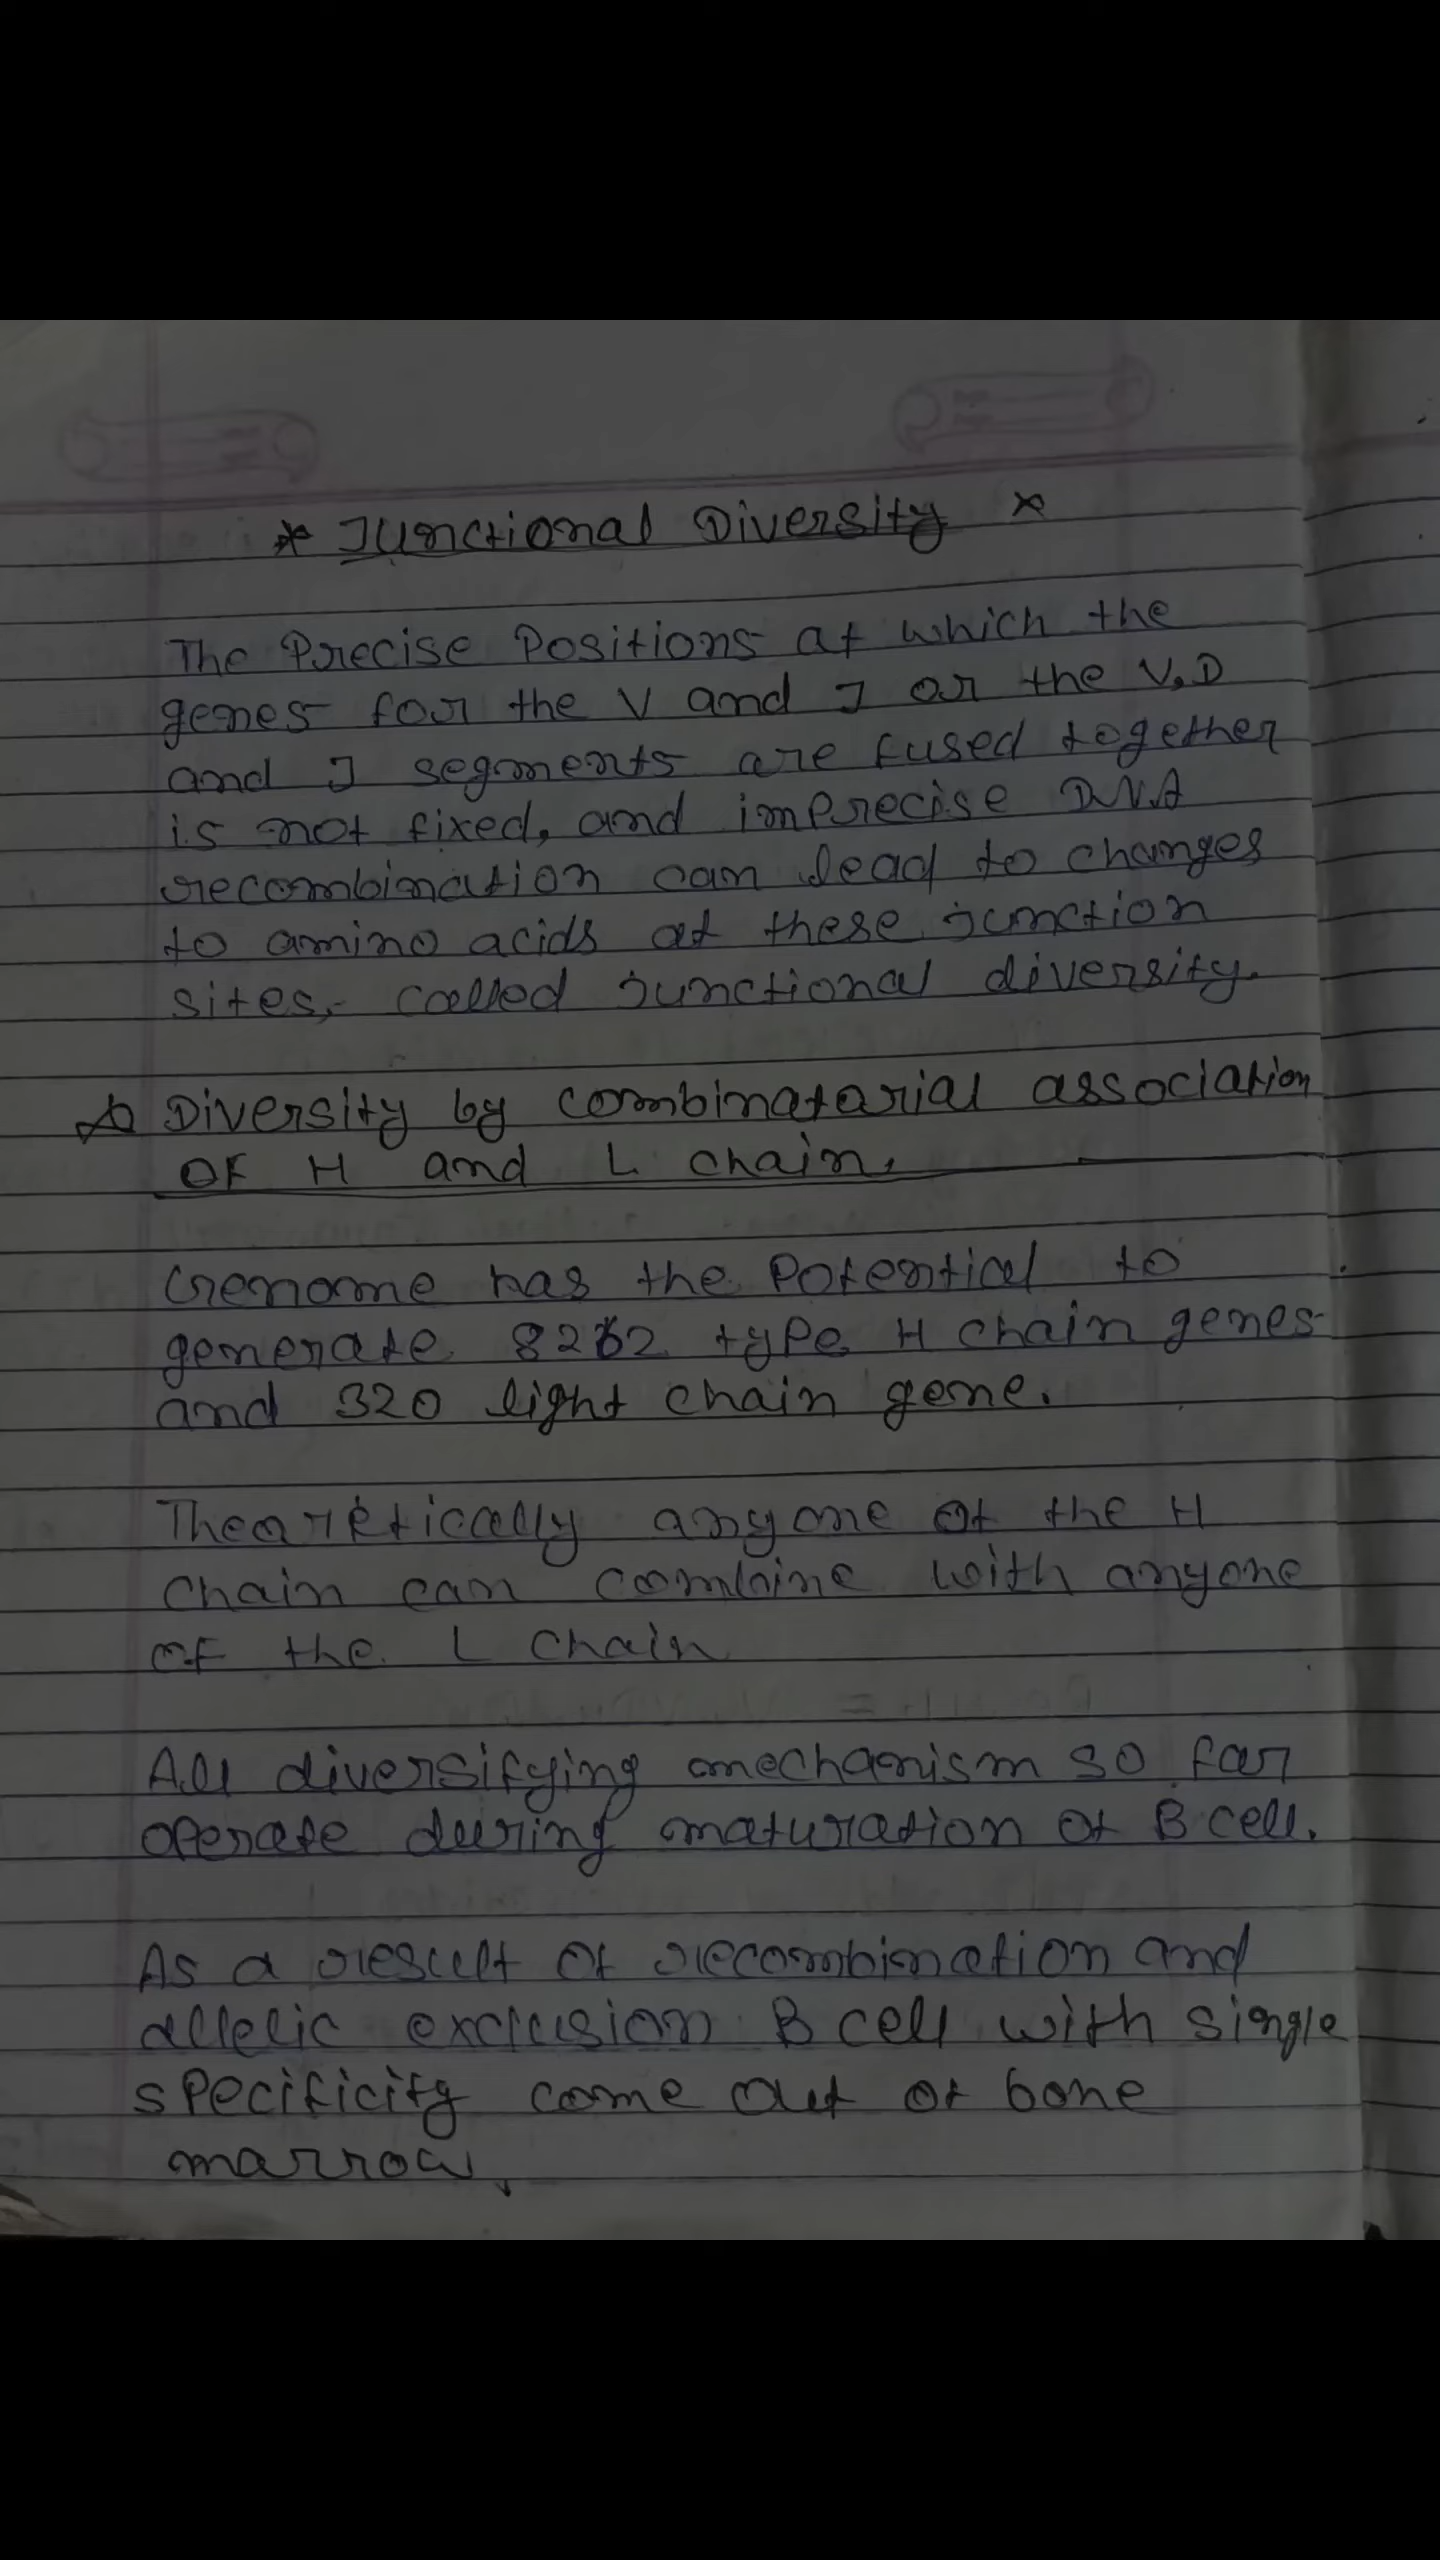 * Junctional Diversity *
The Precise Positions at which the
genes for the V and J or the V,D
and J segments are fused together
is not fixed, and imprecise DNA
recombination can lead to changes
to amino acids at these junction
sites, called junctional diversity.
Diversity by combinatarial association
OF H and L chain.
Genome has the Potential to
generate 8262 type H chain genes
and 320 light chain gene.
Theoretically anyone of the H
chain can combine with anyone
of the L chain
All diversifying mechanism so far
operate during maturation of B cell.
As a result of recombination and
allelic exclusion B cell with single
specificity come out of bone
marrow.